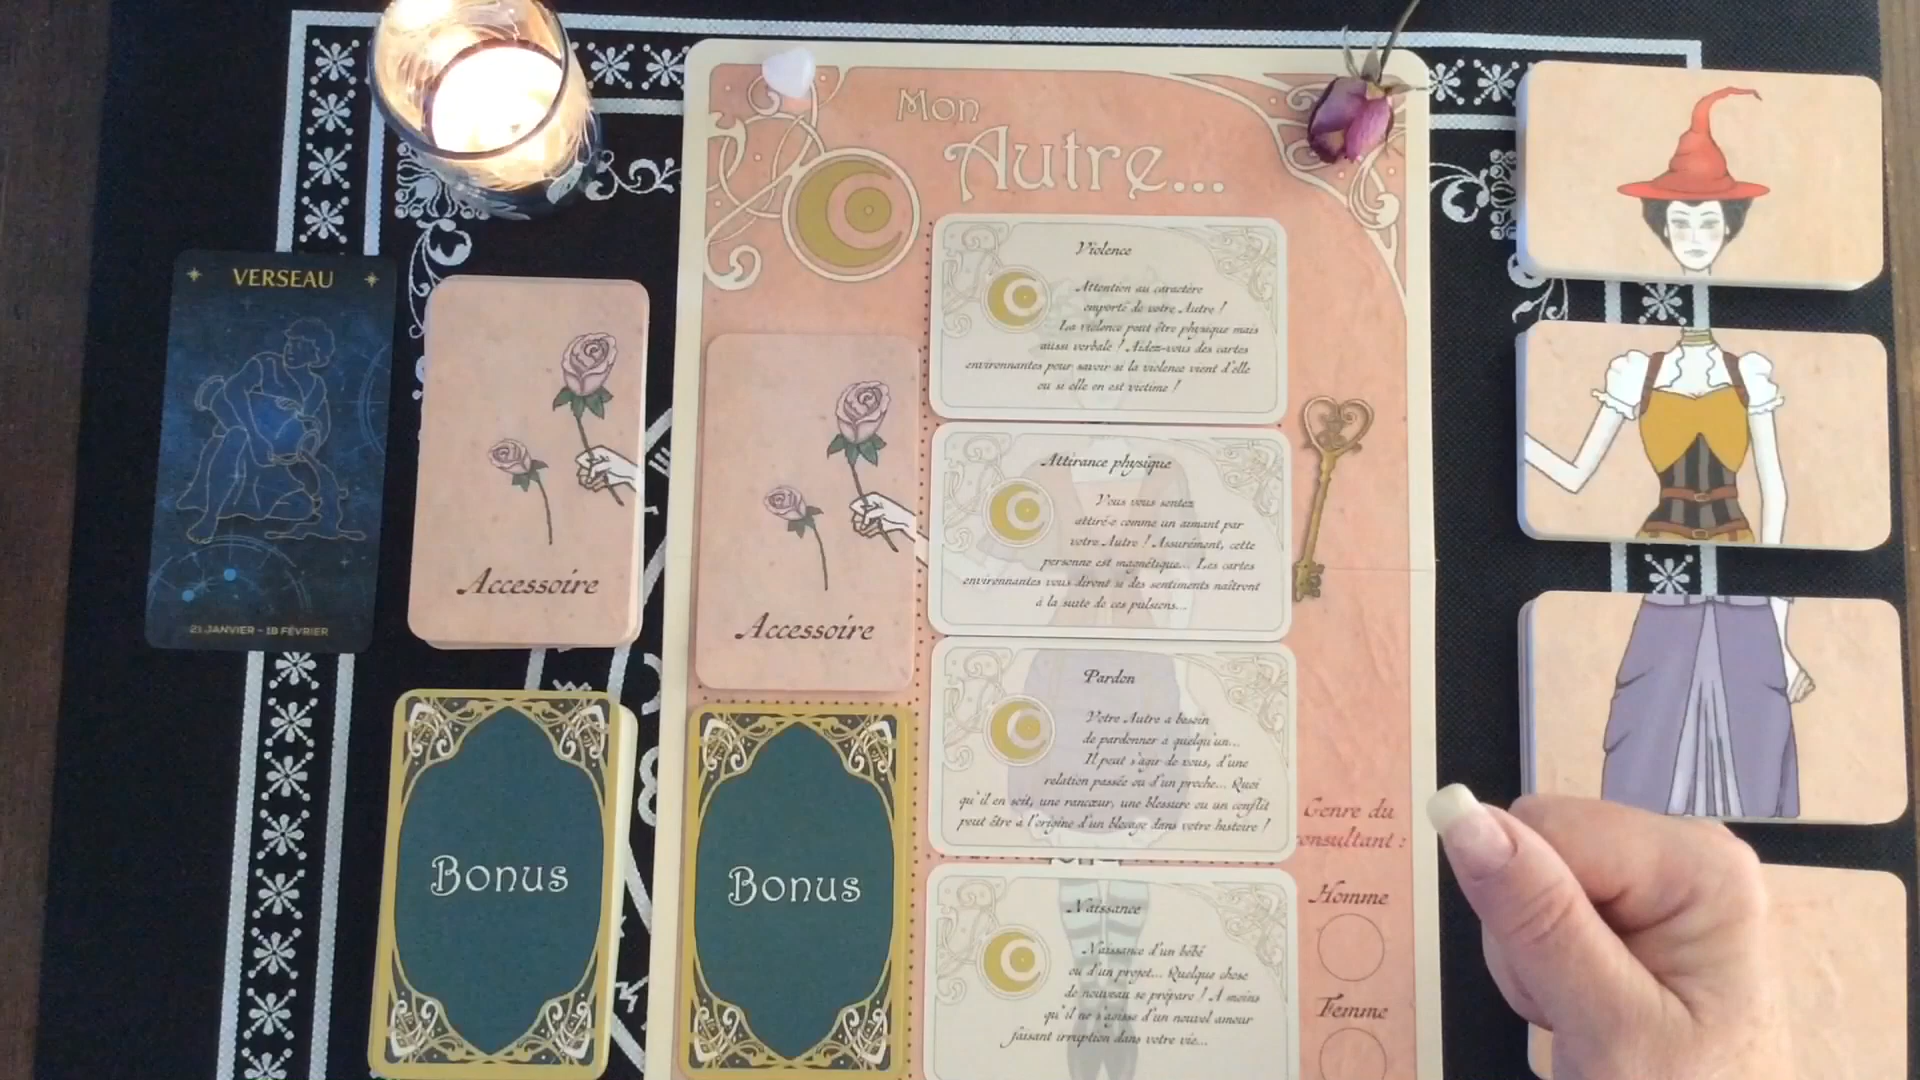 VERSEAU
21 JANVIER - 18 FÉVRIER
Accessoire
Bonus
Mon
Autre...
Accessoire
Bonus
Violence
Attention au caractère
emporté de votre Autre !
La violence peut être physique mais
aussi verbale ! Aidez-vous des cartes
environnantes pour savoir si la violence vient d'elle
ou si elle en est victime !
Attirance physique
Vous vous sentez
attiré-e comme un aimant par
votre Autre ! Assurément, cette
personne est magnétique... Les cartes
environnantes vous diront si des sentiments naîtront
à la suite de ces pulsions...
Pardon
Votre Autre a besoin
de pardonner à quelqu'un...
Il peut s'agir de vous, d'une
relation passée ou d'un proche... Quoi
qu'il en soit, une rancœur, une blessure ou un conflit
peut être à l'origine d'un blocage dans votre histoire !
Naissance
Naissance d'un bébé
ou d'un projet... Quelque chose
de nouveau se prépare ! A moins
qu'il ne s'agisse d'un nouvel amour
faisant irruption dans votre vie...
Genre du
consultant :
Homme
Femme